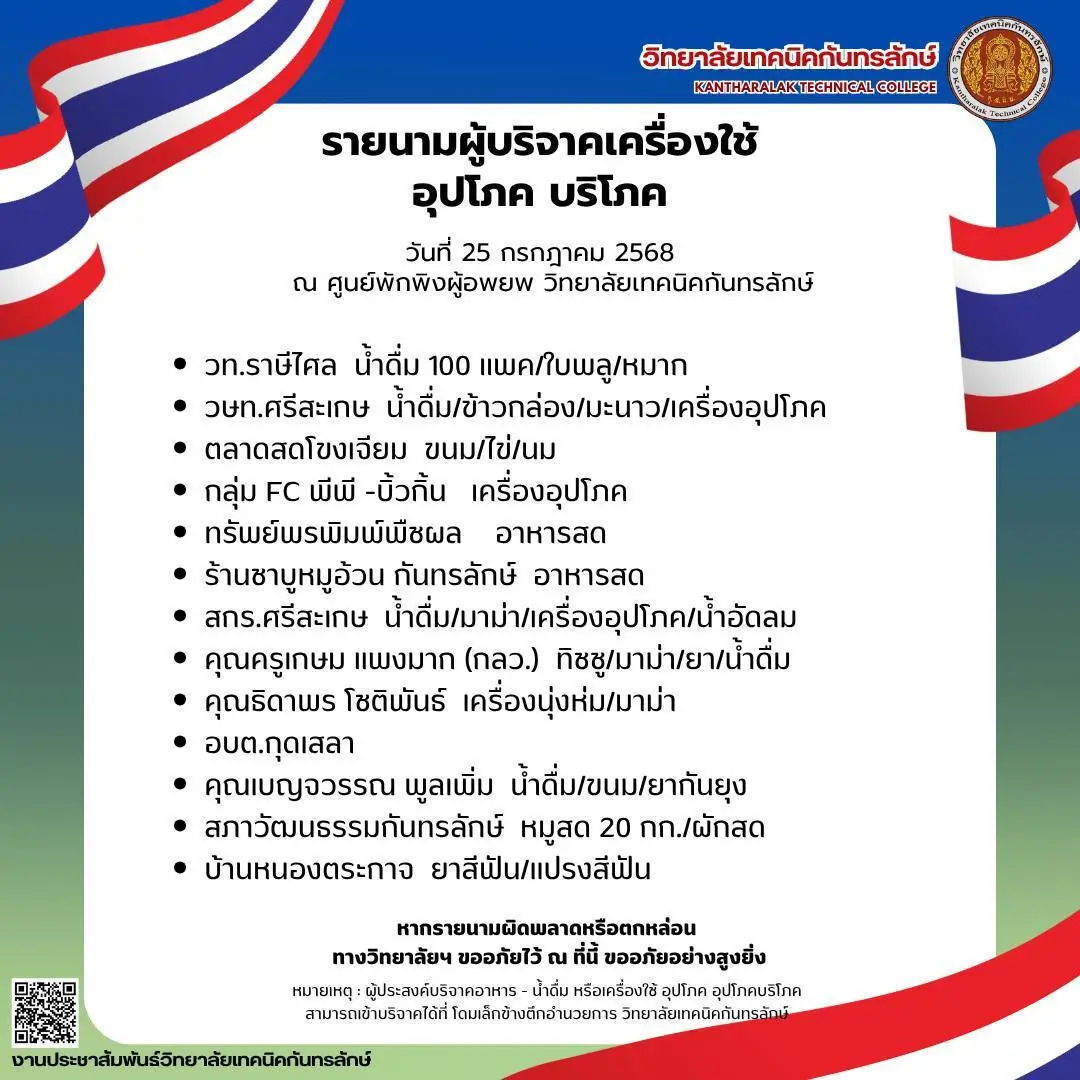 วิทยาลัยเทคนิคกันทรลักษ์
KANTHARALAK TECHNICAL COLLEGE
วิทยาลัยเทคนิคกันทรลักษ์
Kantharalak Technical College
รายนามผู้บริจาคเครื่องใช้
อุปโภค บริโภค
วันที่ 25 กรกฎาคม 2568
ณ ศูนย์พักพิงผู้อพยพ วิทยาลัยเทคนิคกันทรลักษ์
• วท.ราษีไศล น้ำดื่ม 100 แพค/ใบพลู/หมาก
• วษท.ศรีสะเกษ น้ำดื่ม/ข้าวกล่อง/มะนาว/เครื่องอุปโภค
• ตลาดสดโขงเจียม ขนม/ไข่/นม
• กลุ่ม FC พีพี -บิ้วกิ้น เครื่องอุปโภค
• ทรัพย์พรพิมพ์พืชผล อาหารสด
• ร้านชาบูหมูอ้วน กันทรลักษ์ อาหารสด
• สกร.ศรีสะเกษ น้ำดื่ม/มาม่า/เครื่องอุปโภค/น้ำอัดลม
• คุณครูเกษม แพงมาก (กลว.) ทิชชู/มาม่า/ยา/น้ำดื่ม
• คุณธิดาพร โชติพันธ์ เครื่องนุ่งห่ม/มาม่า
• อบต.กุดเสลา
• คุณเบญจวรรณ พูลเพิ่ม น้ำดื่ม/ขนม/ยากันยุง
• สภาวัฒนธรรมกันทรลักษ์ หมูสด 20 กก./ผักสด
• บ้านหนองตระกาจ ยาสีฟัน/แปรงสีฟัน
หากรายนามผิดพลาดหรือตกหล่อน
ทางวิทยาลัยฯ ขออภัยไว้ ณ ที่นี้ ขออภัยอย่างสูงยิ่ง
หมายเหตุ : ผู้ประสงค์บริจาคอาหาร - น้ำดื่ม หรือเครื่องใช้ อุปโภค อุปโภคบริโภค
สามารถเข้าบริจาคได้ที่ โดมเล็กข้างตึกอำนวยการ วิทยาลัยเทคนิคกันทรลักษ์
งานประชาสัมพันธ์วิทยาลัยเทคนิคกันทรลักษ์